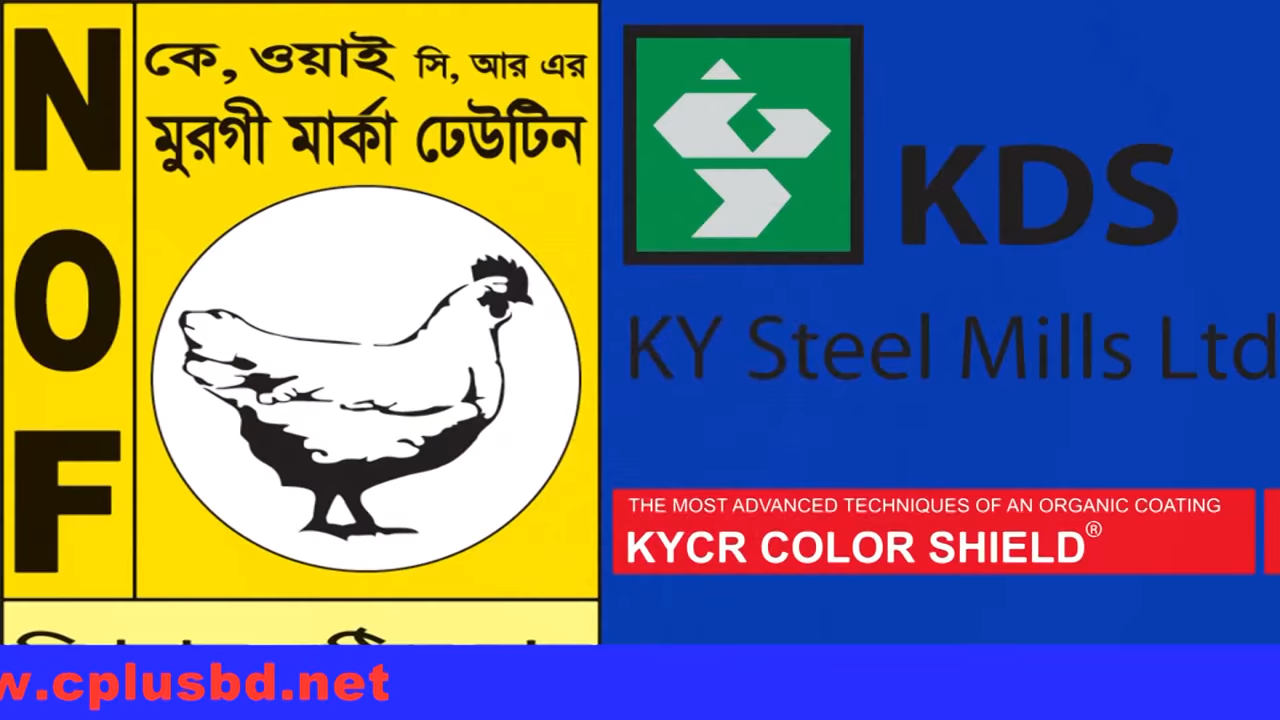 NOF
কে, ওয়াই সি, আর এর
মুরগী মার্কা ঢেউটিন
KDS
KY Steel Mills Ltd
THE MOST ADVANCED TECHNIQUES OF AN ORGANIC COATING
KYCR COLOR SHIELD®
w.cplusbd.net